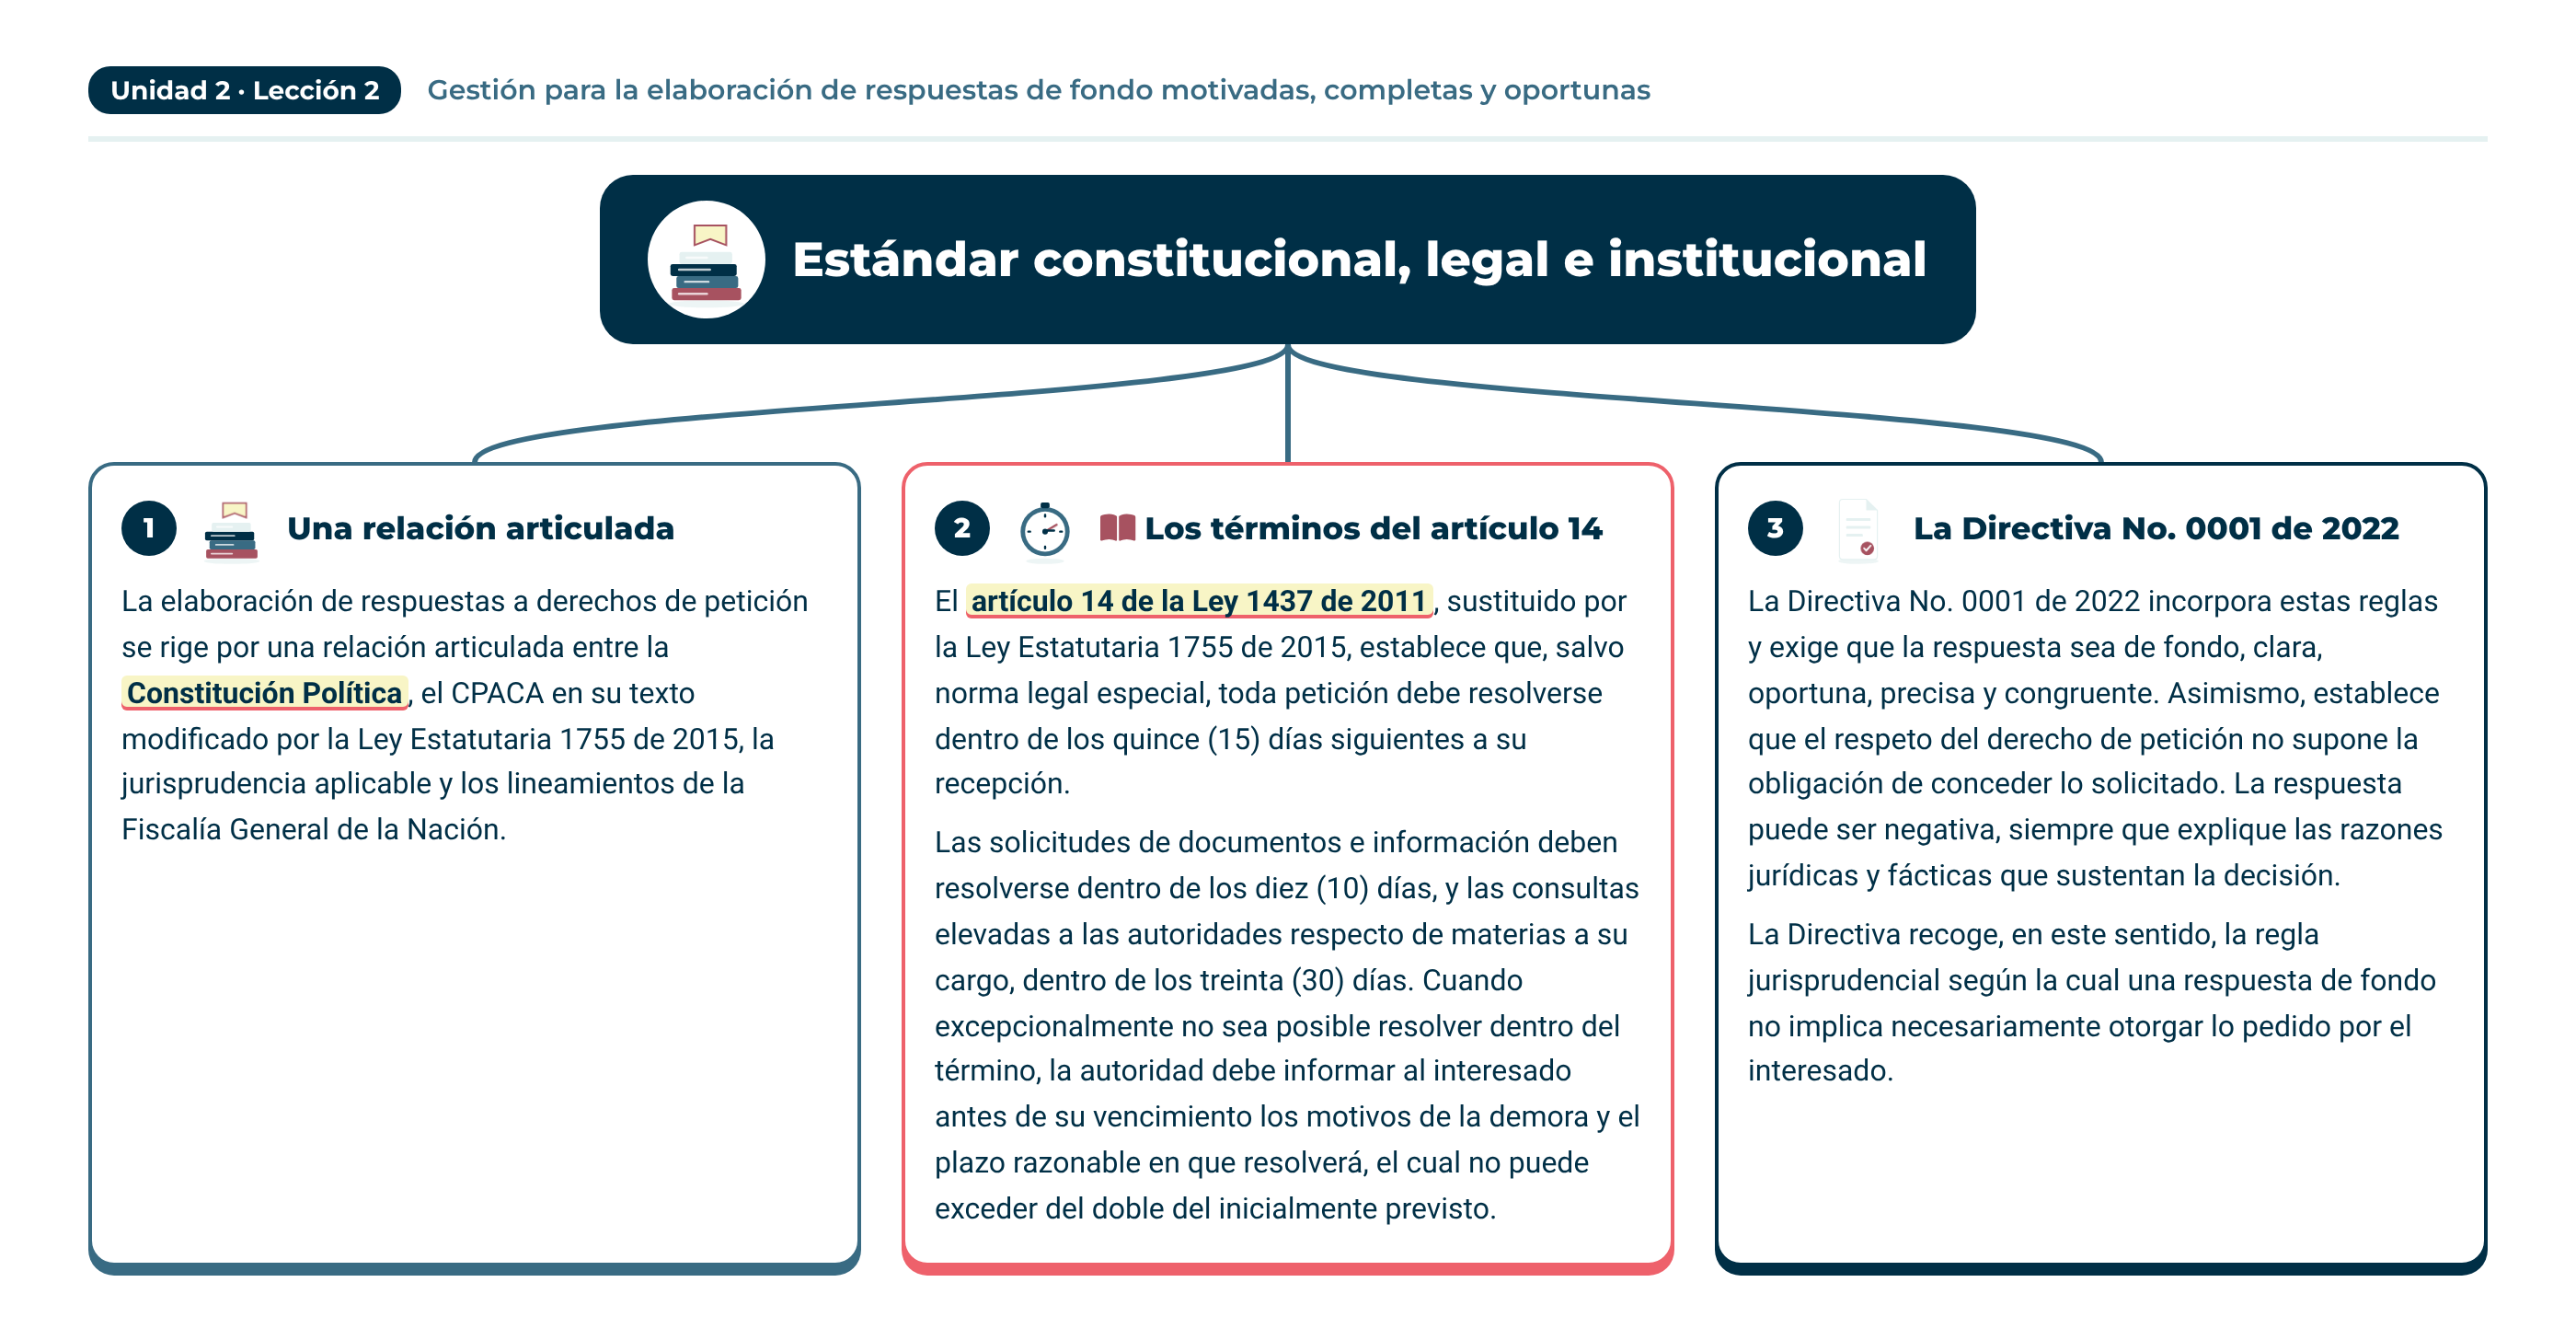 Unidad 2 · Lección 2
Gestión para la elaboración de respuestas de fondo motivadas, completas y oportunas
Estándar constitucional, legal e institucional
1
Una relación articulada
La elaboración de respuestas a derechos de petición
se rige por una relación articulada entre la
Constitución Política, el CPACA en su texto
modificado por la Ley Estatutaria 1755 de 2015, la
jurisprudencia aplicable y los lineamientos de la
Fiscalía General de la Nación.
2
Los términos del artículo 14
El artículo 14 de la Ley 1437 de 2011, sustituido por
la Ley Estatutaria 1755 de 2015, establece que, salvo
norma legal especial, toda petición debe resolverse
dentro de los quince (15) días siguientes a su
recepción.
Las solicitudes de documentos e información deben
resolverse dentro de los diez (10) días, y las consultas
elevadas a las autoridades respecto de materias a su
cargo, dentro de los treinta (30) días. Cuando
excepcionalmente no sea posible resolver dentro del
término, la autoridad debe informar al interesado
antes de su vencimiento los motivos de la demora y el
plazo razonable en que resolverá, el cual no puede
exceder del doble del inicialmente previsto.
3
La Directiva No. 0001 de 2022
La Directiva No. 0001 de 2022 incorpora estas reglas
y exige que la respuesta sea de fondo, clara,
oportuna, precisa y congruente. Asimismo, establece
que el respeto del derecho de petición no supone la
obligación de conceder lo solicitado. La respuesta
puede ser negativa, siempre que explique las razones
jurídicas y fácticas que sustentan la decisión.
La Directiva recoge, en este sentido, la regla
jurisprudencial según la cual una respuesta de fondo
no implica necesariamente otorgar lo pedido por el
interesado.